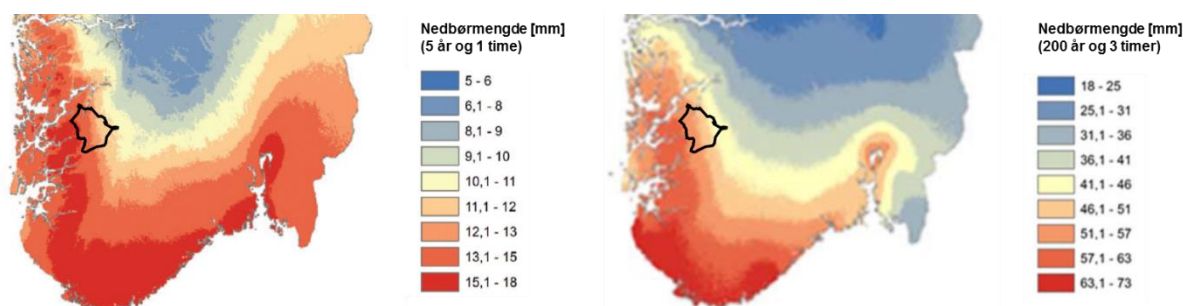 Nedbørmengde [mm]
(5 år og 1 time)
5 - 6
6,1 - 8
8,1 - 9
9,1 - 10
10,1 - 11
11,1 - 12
12,1 - 13
13,1 - 15
15,1 - 18
Nedbørmengde [mm]
(200 år og 3 timer)
18 - 25
25,1 - 31
31,1 - 36
36,1 - 41
41,1 - 46
46,1 - 51
51,1 - 57
57,1 - 63
63,1 - 73